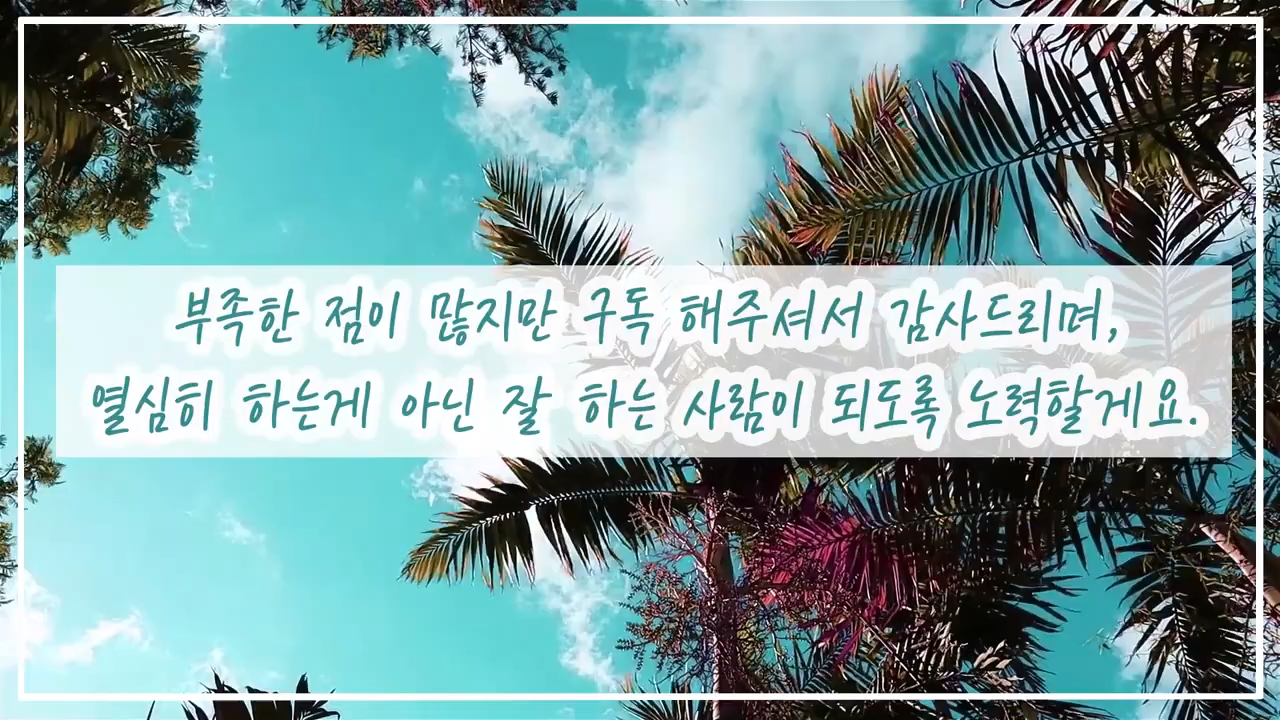 부족한 점이 많지만 구독 해주셔서 감사드리며,
열심히 하는게 아닌 잘 하는 사람이 되도록 노력할게요.